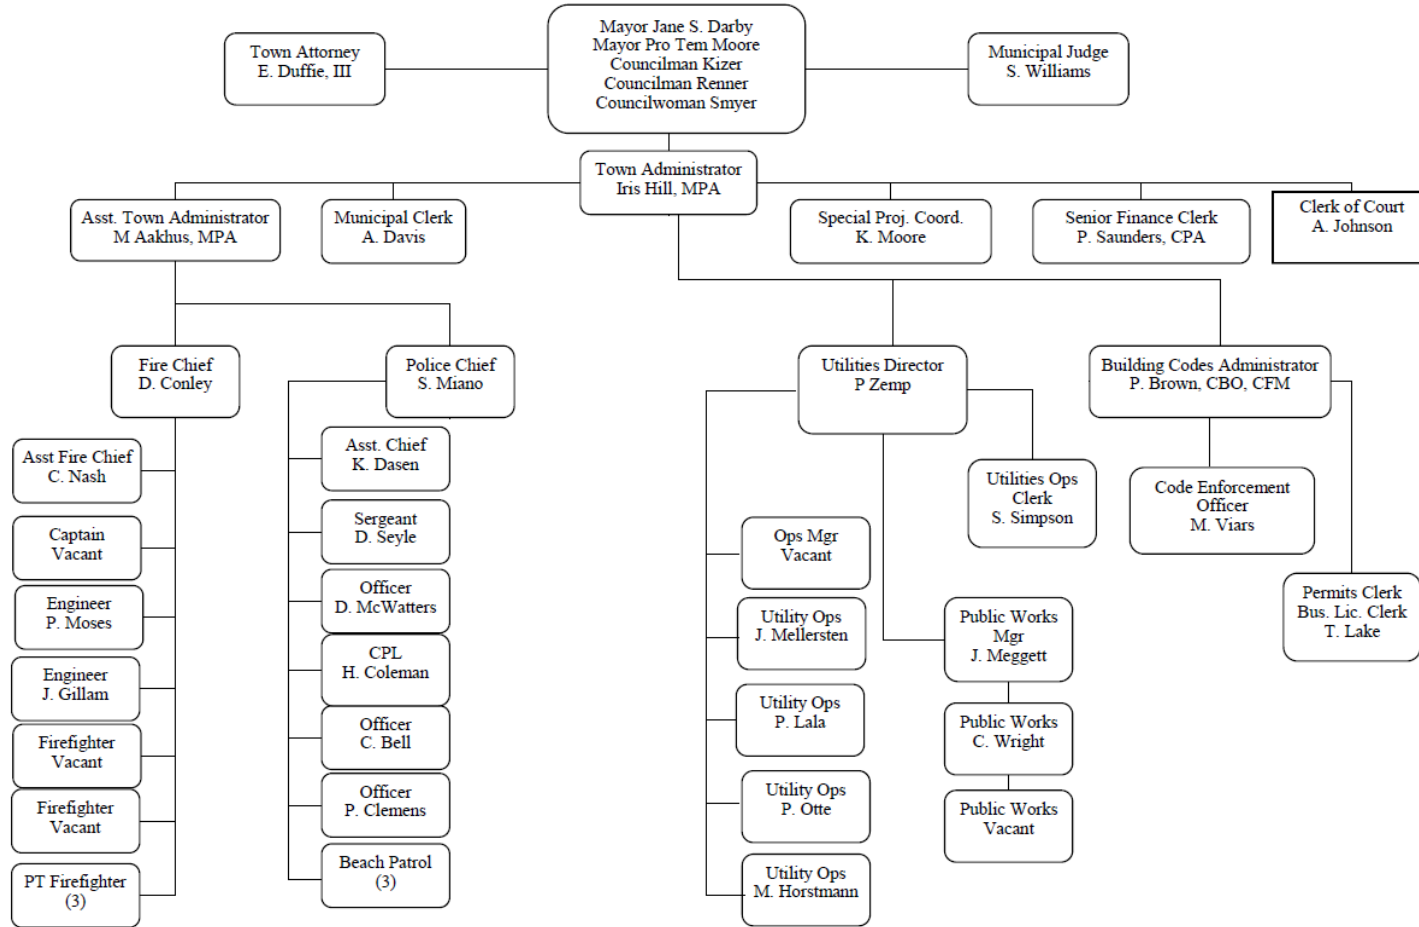 Mayor Jane S. Darby
Mayor Pro Tem Moore
Councilman Kizer
Councilman Renner
Councilwoman Smyer
Town Attorney
E. Duffie, III
Municipal Judge
S. Williams
Town Administrator
Iris Hill, MPA
Asst. Town Administrator
M Aakhus, MPA
Municipal Clerk
A. Davis
Special Proj. Coord.
K. Moore
Senior Finance Clerk
P. Saunders, CPA
Clerk of Court
A. Johnson
Fire Chief
D. Conley
Police Chief
S. Miano
Utilities Director
P Zemp
Building Codes Administrator
P. Brown, CBO, CFM
Asst Fire Chief
C. Nash
Captain
Vacant
Engineer
P. Moses
Engineer
J. Gillam
Firefighter
Vacant
Firefighter
Vacant
PT Firefighter
(3)
Asst. Chief
K. Dasen
Sergeant
D. Seyle
Officer
D. McWatters
CPL
H. Coleman
Officer
C. Bell
Officer
P. Clemens
Beach Patrol
(3)
Ops Mgr
Vacant
Utility Ops
J. Mellersten
Utility Ops
P. Lala
Utility Ops
P. Otte
Utility Ops
M. Horstmann
Utilities Ops
Clerk
S. Simpson
Public Works
Mgr
J. Meggett
Public Works
C. Wright
Public Works
Vacant
Code Enforcement
Officer
M. Viars
Permits Clerk
Bus. Lic. Clerk
T. Lake